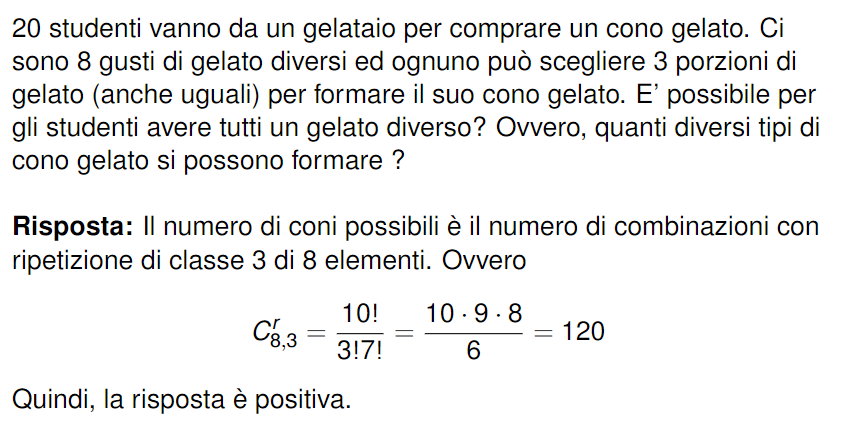 20 studenti vanno da un gelataio per comprare un cono gelato. Ci
sono 8 gusti di gelato diversi ed ognuno può scegliere 3 porzioni di
gelato (anche uguali) per formare il suo cono gelato. E' possibile per
gli studenti avere tutti un gelato diverso? Ovvero, quanti diversi tipi di
cono gelato si possono formare ?
Risposta: Il numero di coni possibili è il numero di combinazioni con
ripetizione di classe 3 di 8 elementi. Ovvero
C^r_{8,3} = 10!/(3!7!) = (10 · 9 · 8)/6 = 120
Quindi, la risposta è positiva.